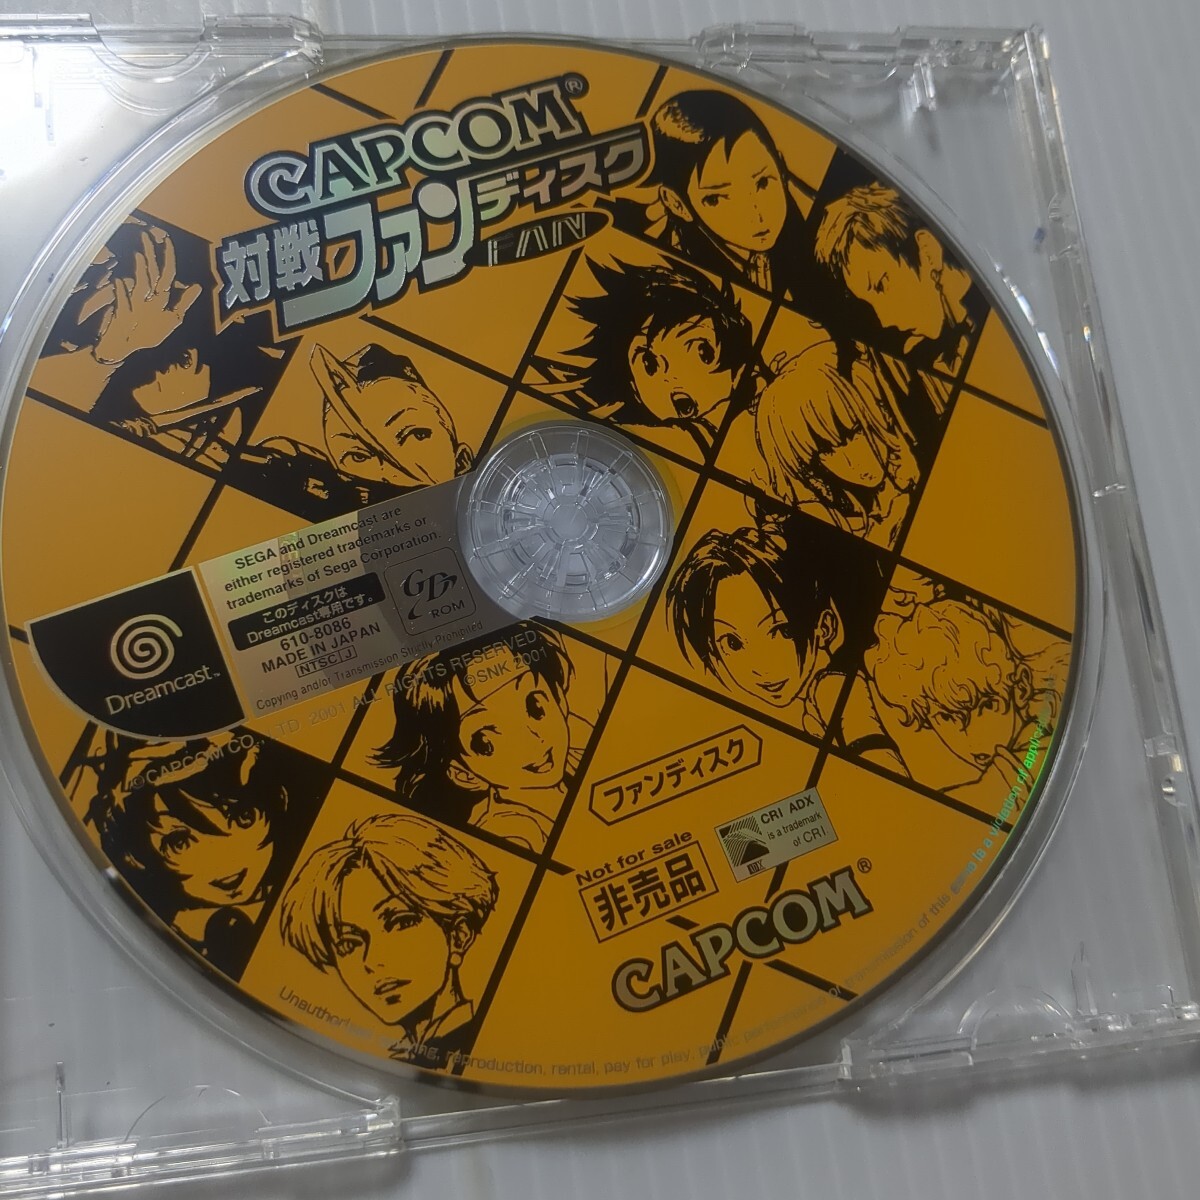 CAPCOM®
対戦ファンディスク
FAN
SEGA and Dreamcast are
either registered trademarks or
trademarks of Sega Corporation.
このディスクは
Dreamcast専用です。
610-8086
MADE IN JAPAN
NTSC J
GD
ROM
Copying and/or Transmission Strictly Prohibited.
Dreamcast™
©CAPCOM CO., LTD. 2001 ALL RIGHTS RESERVED.
©SNK 2001
ファンディスク
Not for sale
非売品
CRI ADX
is a trademark
of CRI
ADX
CAPCOM®
Unauthorized copying, reproduction, rental, pay for play, public performance or transmission of this game is a violation of applicable